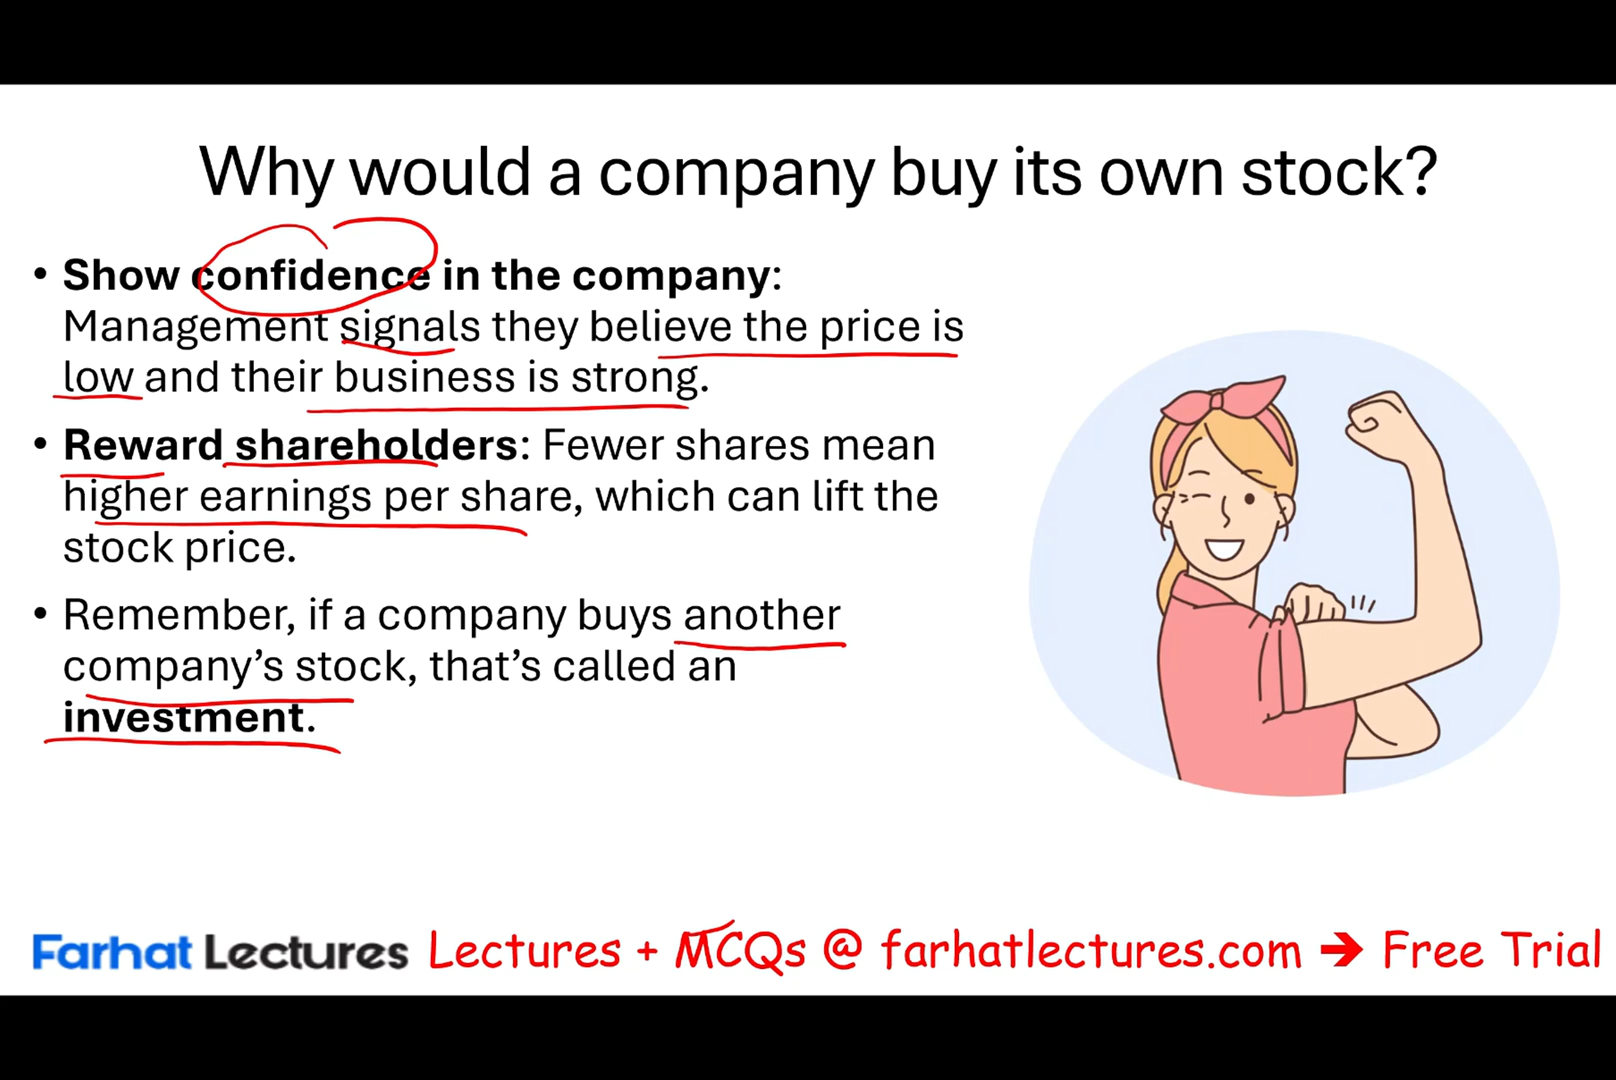 Why would a company buy its own stock?
• Show confidence in the company:
Management signals they believe the price is
low and their business is strong.
• Reward shareholders: Fewer shares mean
higher earnings per share, which can lift the
stock price.
• Remember, if a company buys another
company’s stock, that’s called an
investment.
Farhat Lectures Lectures + MCQs @ farhatlectures.com ➔ Free Trial